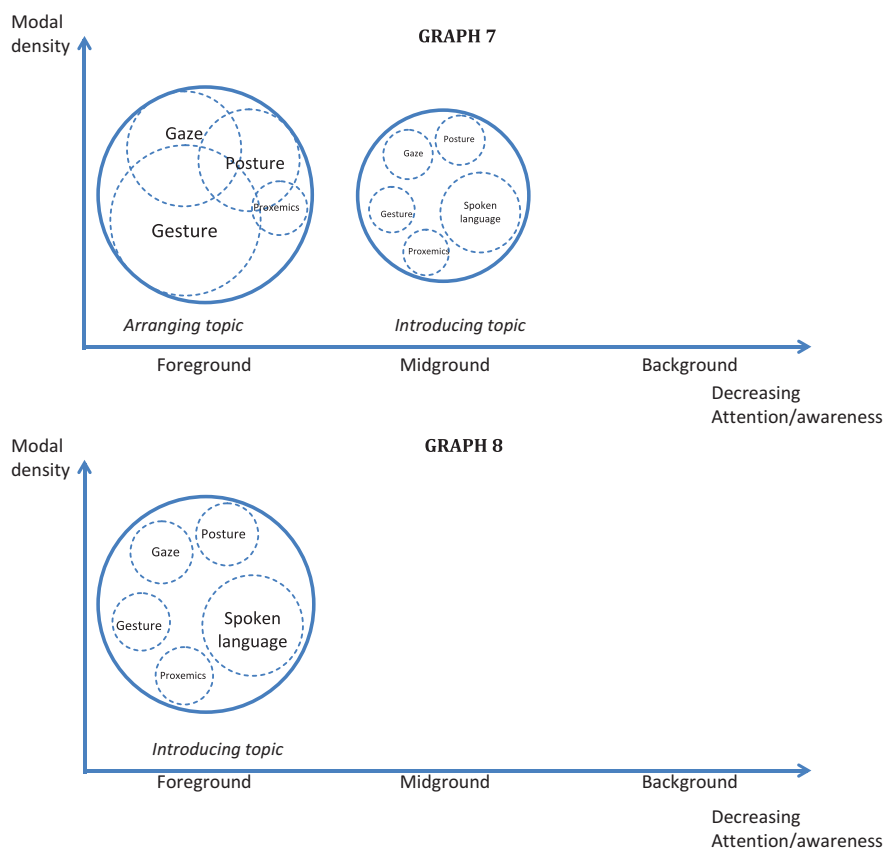 Modal
density
GRAPH 7
Gaze
Posture
Proxemics
Gesture
Posture
Gaze
Spoken
language
Gesture
Proxemics
Arranging topic
Introducing topic
Foreground
Midground
Background
Decreasing
Attention/awareness
Modal
density
GRAPH 8
Posture
Gaze
Spoken
language
Gesture
Proxemics
Introducing topic
Foreground
Midground
Background
Decreasing
Attention/awareness